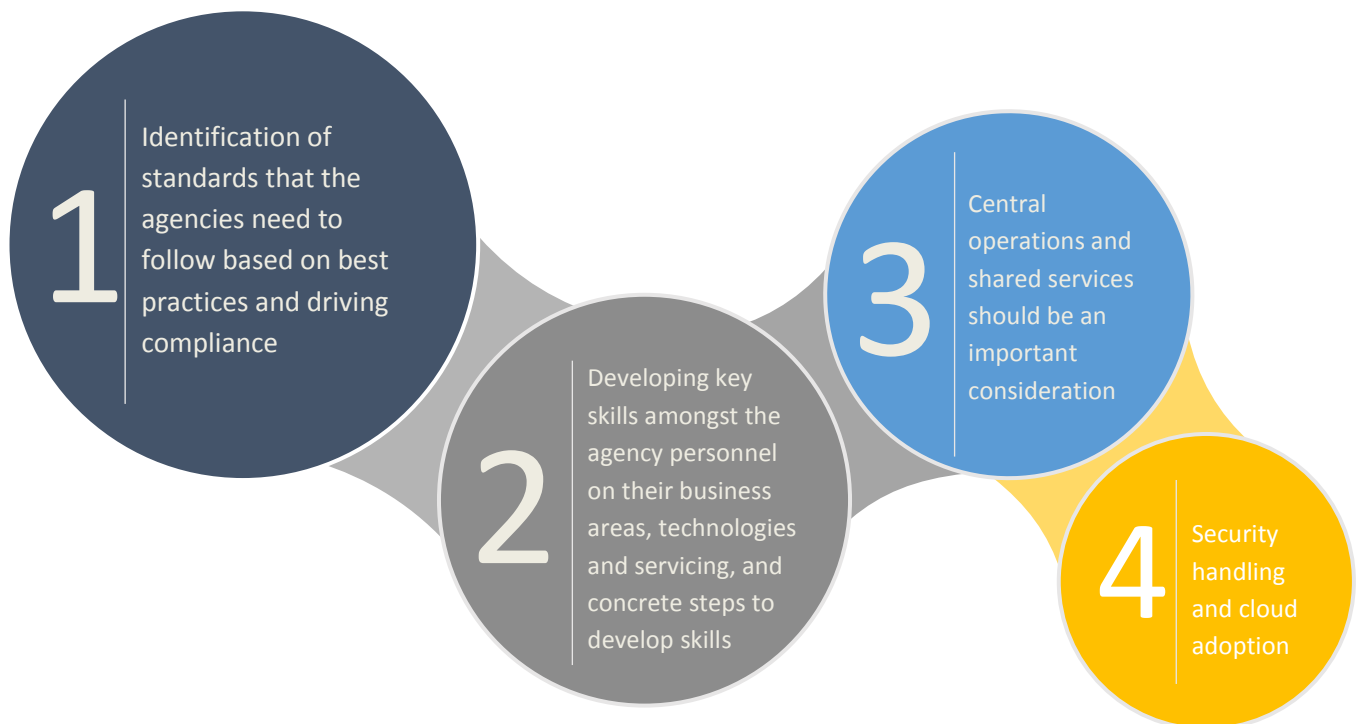 1
Identification of
standards that the
agencies need to
follow based on best
practices and driving
compliance
2
Developing key
skills amongst the
agency personnel
on their business
areas, technologies
and servicing, and
concrete steps to
develop skills
3
Central
operations and
shared services
should be an
important
consideration
4
Security
handling
and cloud
adoption